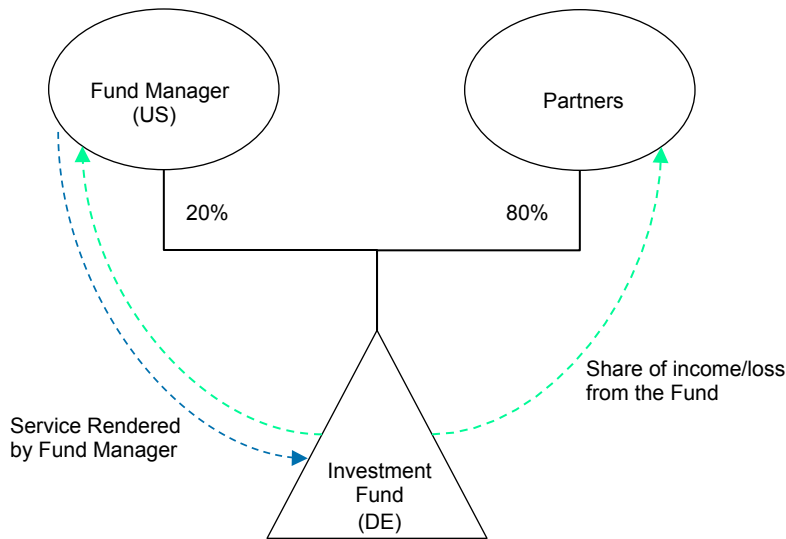 Fund Manager
(US)
Partners
20%
80%
Share of income/loss
from the Fund
Service Rendered
by Fund Manager
Investment
Fund
(DE)